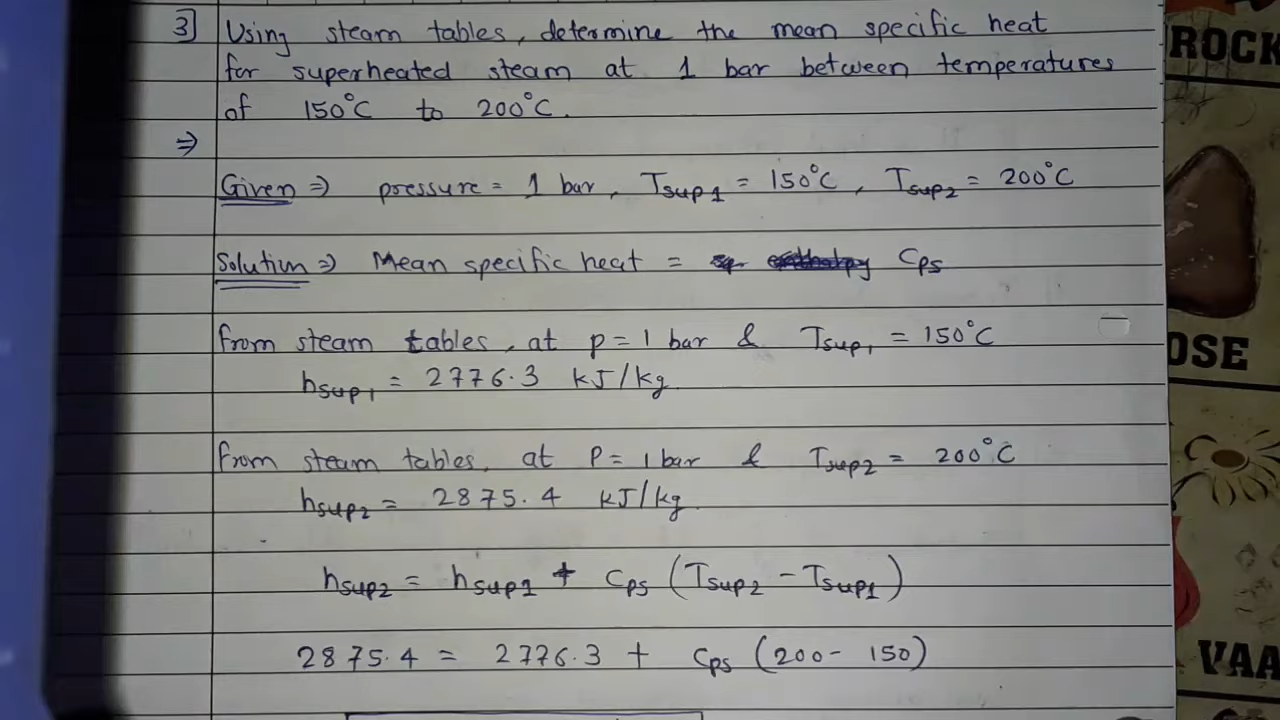 3] Using steam tables, determine the mean specific heat
for superheated steam at 1 bar between temperatures
of 150°C to 200°C.
⇒
Given ⇒ pressure = 1 bar, Tsup1 = 150°C, Tsup2 = 200°C
Solution ⇒ Mean specific heat = Cps
from steam tables, at p = 1 bar & Tsup1 = 150°C
hsup1 = 2776.3 kJ/kg.
from steam tables, at P = 1 bar & Tsup2 = 200°C
hsup2 = 2875.4 kJ/kg.
hsup2 = hsup1 + Cps (Tsup2 - Tsup1)
2875.4 = 2776.3 + Cps (200 - 150)
ROCK
OSE
VAA